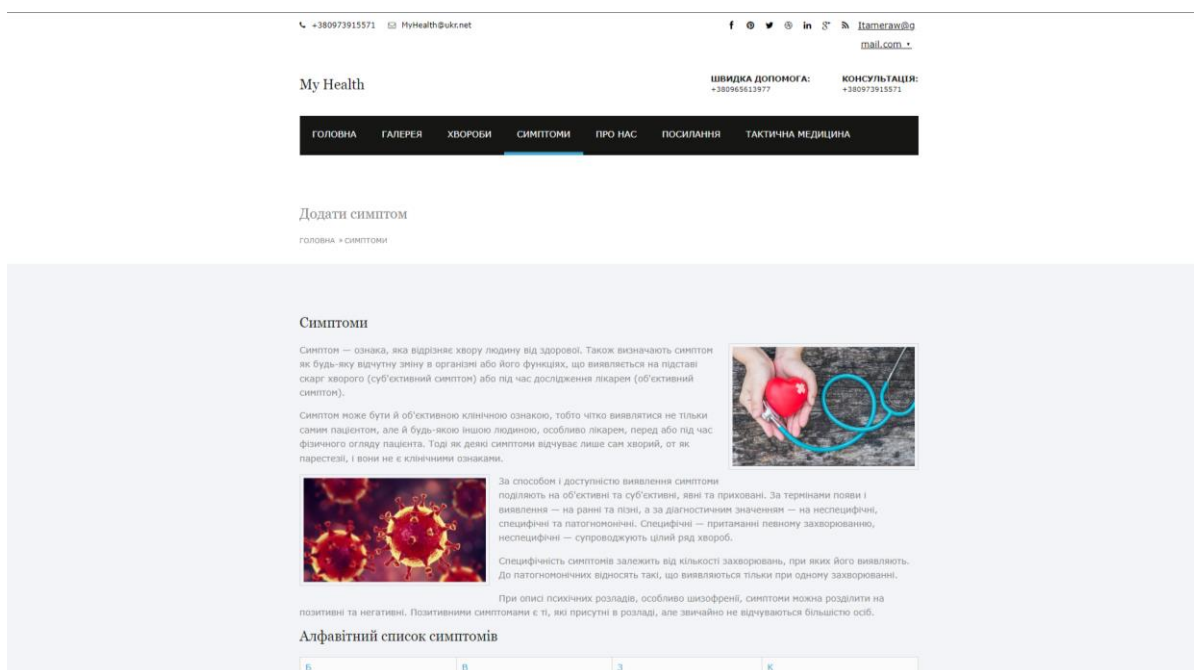 +380973915571 MyHealth@ukr.net
Itameraw@g
mail.com
My Health
ШВИДКА ДОПОМОГА: КОНСУЛЬТАЦІЯ:
+380965613977 +380973915571
ГОЛОВНА ГАЛЕРЕЯ ХВОРОБИ СИМПТОМИ ПРО НАС ПОСИЛАННЯ ТАКТИЧНА МЕДИЦИНА
Додати симптом
ГОЛОВНА » СИМПТОМИ
Симптоми
Симптом — ознака, яка відрізняє хвору людину від здорової. Також визначають симптом
як будь-яку відчутну зміну в організмі або його функціях, що виявляється на підставі
скарг хворого (суб'єктивний симптом) або під час дослідження лікарем (об'єктивний
симптом).
Симптом може бути й об'єктивною клінічною ознакою, тобто чітко виявлятися не тільки
самим пацієнтом, але й будь-якою іншою людиною, особливо лікарем, перед або під час
фізичного огляду пацієнта. Тоді як деякі симптоми відчуває лише сам хворий, от як
парестезії, і вони не є клінічними ознаками.
За способом і доступністю виявлення симптоми
поділяють на об'єктивні та суб'єктивні, явні та приховані. За термінами появи і
виявлення — на ранні та пізні, а за діагностичним значенням — на неспецифічні,
специфічні та патогномонічні. Специфічні — притаманні певному захворюванню,
неспецифічні — супроводжують цілий ряд хвороб.
Специфічність симптомів залежить від кількості захворювань, при яких його виявляють.
До патогномонічних відносять такі, що виявляються тільки при одному захворюванні.
При описі психічних розладів, особливо шизофренії, симптоми можна розділити на
позитивні та негативні. Позитивними симптомами є ті, які присутні в розладі, але звичайно не відчуваються більшістю осіб.
Алфавітний список симптомів
Б В З К